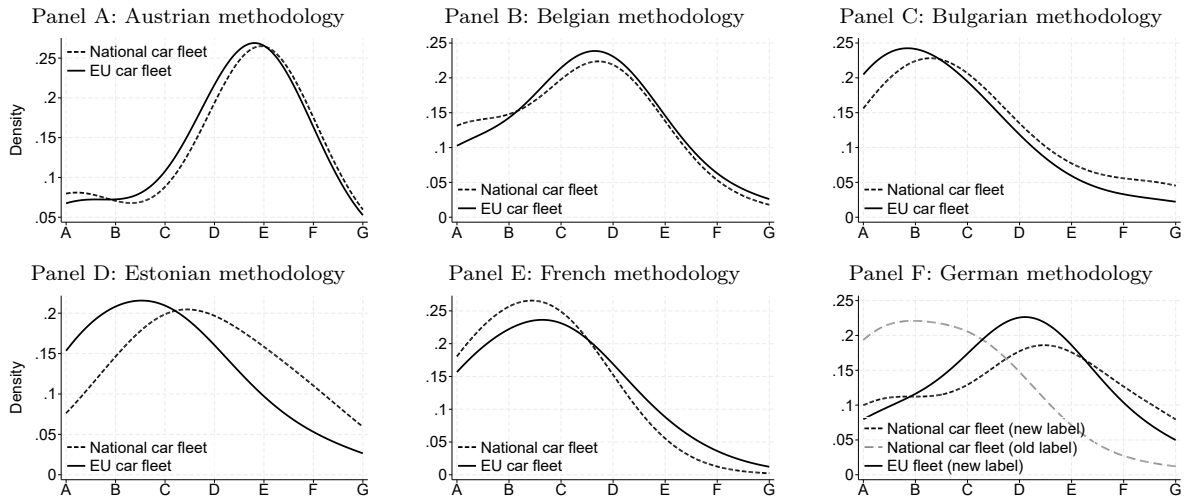 Panel A: Austrian methodology
Density
.25
.2
.15
.1
.05
National car fleet
EU car fleet
A B C D E F G
Panel B: Belgian methodology
.25
.2
.15
.1
.05
0
National car fleet
EU car fleet
A B C D E F G
Panel C: Bulgarian methodology
.25
.2
.15
.1
.05
0
National car fleet
EU car fleet
A B C D E F G
Panel D: Estonian methodology
Density
.2
.15
.1
.05
0
National car fleet
EU car fleet
A B C D E F G
Panel E: French methodology
.25
.2
.15
.1
.05
0
National car fleet
EU car fleet
A B C D E F G
Panel F: German methodology
.25
.2
.15
.1
.05
0
National car fleet (new label)
National car fleet (old label)
EU fleet (new label)
A B C D E F G